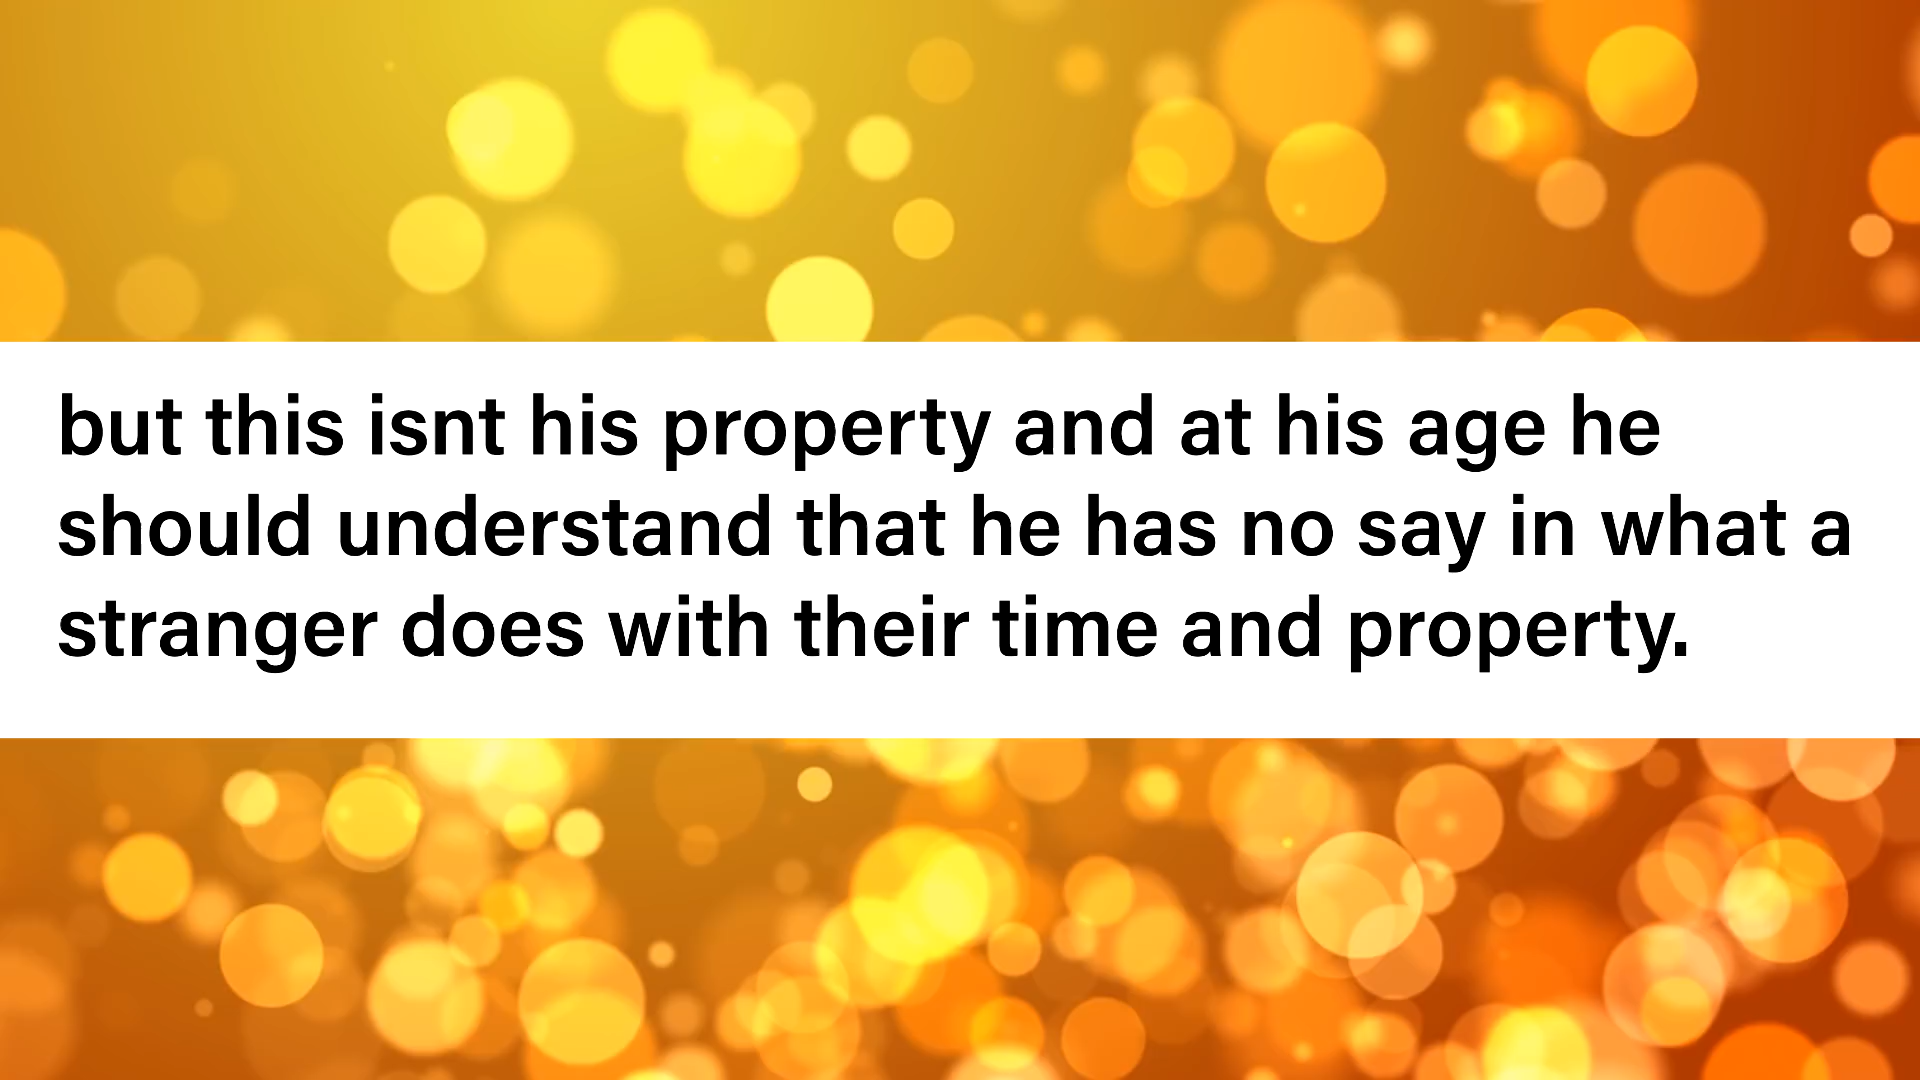 but this isnt his property and at his age he
should understand that he has no say in what a
stranger does with their time and property.